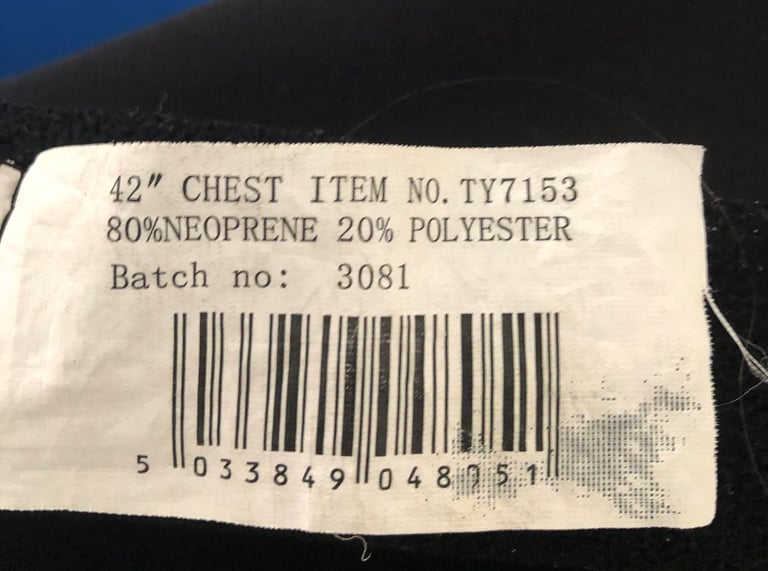 42" CHEST ITEM NO. TY7153
80%NEOPRENE 20% POLYESTER
Batch no: 3081
5 033849 048051